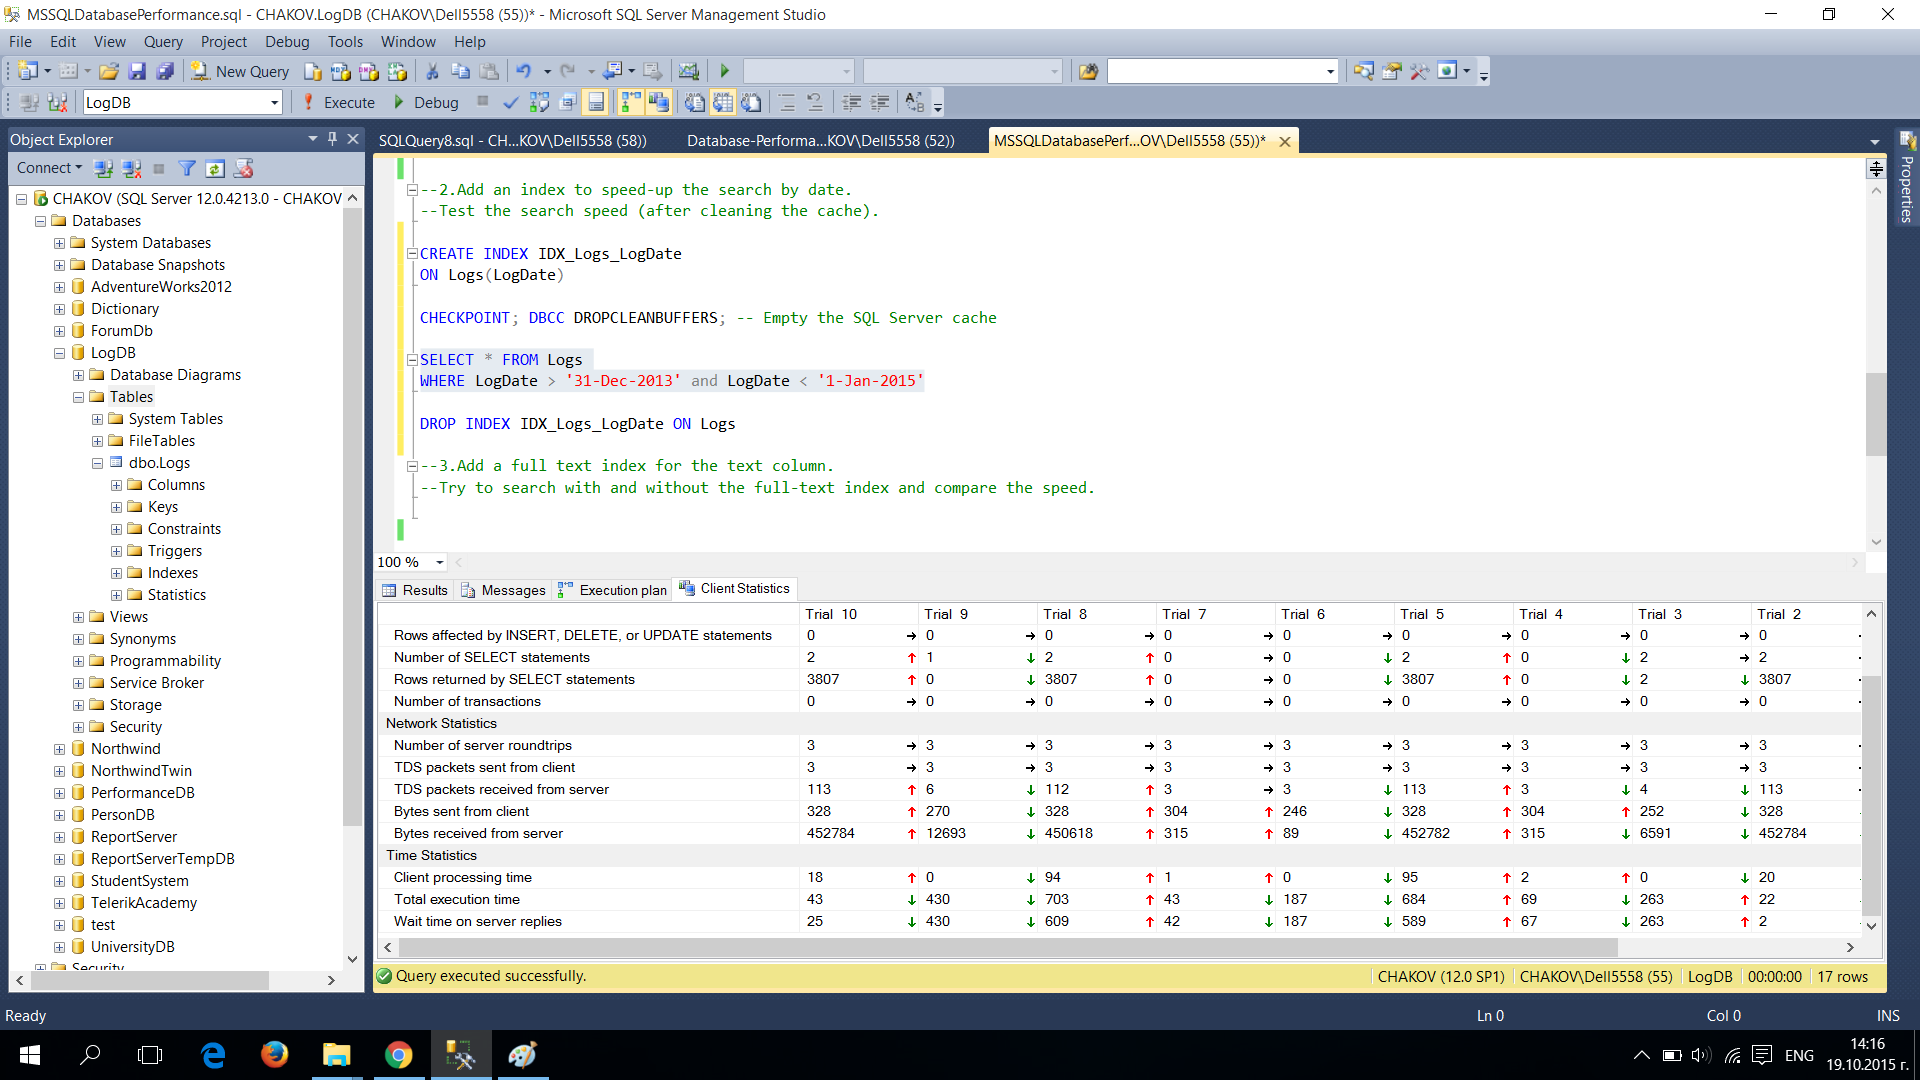 MSSQLDatabasePerformance.sql - CHAKOV.LogDB (CHAKOV\Dell5558 (55))* - Microsoft SQL Server Management Studio
File Edit View Query Project Debug Tools Window Help
New Query
LogDB Execute Debug
Object Explorer
Connect
CHAKOV (SQL Server 12.0.4213.0 - CHAKOV
Databases
System Databases
Database Snapshots
AdventureWorks2012
Dictionary
ForumDb
LogDB
Database Diagrams
Tables
System Tables
FileTables
dbo.Logs
Columns
Keys
Constraints
Triggers
Indexes
Statistics
Views
Synonyms
Programmability
Service Broker
Storage
Security
Northwind
NorthwindTwin
PerformanceDB
PersonDB
ReportServer
ReportServerTempDB
StudentSystem
TelerikAcademy
test
UniversityDB
Security
SQLQuery8.sql - CH...KOV\Dell5558 (58)) Database-Performa...KOV\Dell5558 (52)) MSSQLDatabasePerf...OV\Dell5558 (55))*
Properties
--2.Add an index to speed-up the search by date.
--Test the search speed (after cleaning the cache).
CREATE INDEX IDX_Logs_LogDate
ON Logs(LogDate)
CHECKPOINT; DBCC DROPCLEANBUFFERS; -- Empty the SQL Server cache
SELECT * FROM Logs
WHERE LogDate > '31-Dec-2013' and LogDate < '1-Jan-2015'
DROP INDEX IDX_Logs_LogDate ON Logs
--3.Add a full text index for the text column.
--Try to search with and without the full-text index and compare the speed.
100 %
Results Messages Execution plan Client Statistics
Trial 10 Trial 9 Trial 8 Trial 7 Trial 6 Trial 5 Trial 4 Trial 3 Trial 2
Rows affected by INSERT, DELETE, or UPDATE statements 0 → 0 → 0 → 0 → 0 → 0 → 0 → 0 → 0
Number of SELECT statements 2 ↑ 1 ↓ 2 ↑ 0 → 0 ↓ 2 ↑ 0 ↓ 2 → 2
Rows returned by SELECT statements 3807 ↑ 0 ↓ 3807 ↑ 0 → 0 ↓ 3807 ↑ 0 ↓ 2 ↓ 3807
Number of transactions 0 → 0 → 0 → 0 → 0 → 0 → 0 → 0 → 0
Network Statistics
Number of server roundtrips 3 → 3 → 3 → 3 → 3 → 3 → 3 → 3 → 3
TDS packets sent from client 3 → 3 → 3 → 3 → 3 → 3 → 3 → 3 → 3
TDS packets received from server 113 ↑ 6 ↓ 112 ↑ 3 → 3 ↓ 113 ↑ 3 ↓ 4 ↓ 113
Bytes sent from client 328 ↑ 270 ↓ 328 ↑ 304 ↑ 246 ↓ 328 ↑ 304 ↑ 252 ↓ 328
Bytes received from server 452784 ↑ 12693 ↓ 450618 ↑ 315 ↑ 89 ↓ 452782 ↑ 315 ↓ 6591 ↓ 452784
Time Statistics
Client processing time 18 ↑ 0 ↓ 94 ↑ 1 ↑ 0 ↓ 95 ↑ 2 ↑ 0 ↓ 20
Total execution time 43 ↓ 430 ↓ 703 ↑ 43 ↓ 187 ↓ 684 ↑ 69 ↓ 263 ↑ 22
Wait time on server replies 25 ↓ 430 ↓ 609 ↑ 42 ↓ 187 ↓ 589 ↑ 67 ↓ 263 ↑ 2
Query executed successfully. CHAKOV (12.0 SP1) CHAKOV\Dell5558 (55) LogDB 00:00:00 17 rows
Ready Ln 0 Col 0 INS
ENG 14:16
19.10.2015 г.